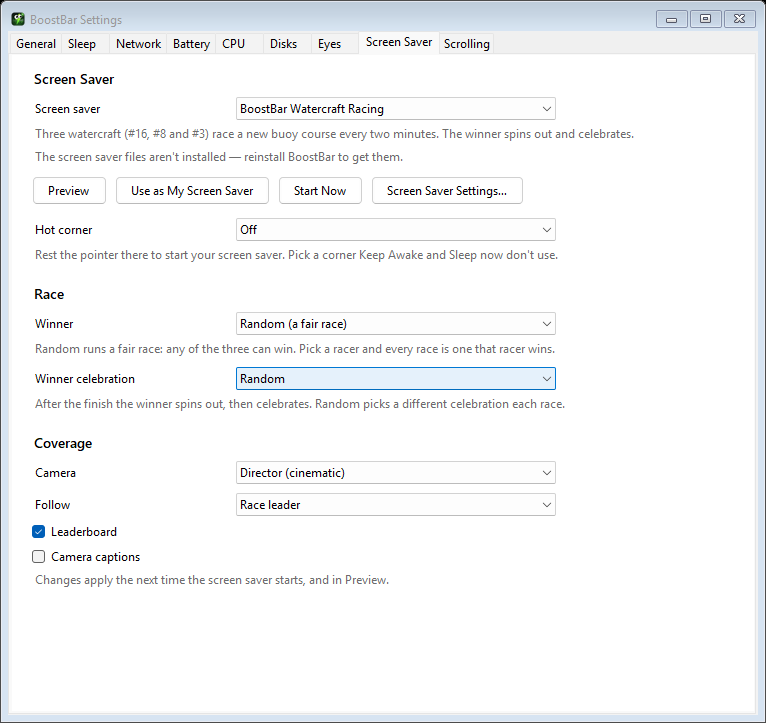 BoostBar Settings
General Sleep Network Battery CPU Disks Eyes Screen Saver Scrolling
Screen Saver
Screen saver BoostBar Watercraft Racing
Three watercraft (#16, #8 and #3) race a new buoy course every two minutes. The winner spins out and celebrates.
The screen saver files aren't installed — reinstall BoostBar to get them.
Preview Use as My Screen Saver Start Now Screen Saver Settings...
Hot corner Off
Rest the pointer there to start your screen saver. Pick a corner Keep Awake and Sleep now don't use.
Race
Winner Random (a fair race)
Random runs a fair race: any of the three can win. Pick a racer and every race is one that racer wins.
Winner celebration Random
After the finish the winner spins out, then celebrates. Random picks a different celebration each race.
Coverage
Camera Director (cinematic)
Follow Race leader
Leaderboard
Camera captions
Changes apply the next time the screen saver starts, and in Preview.